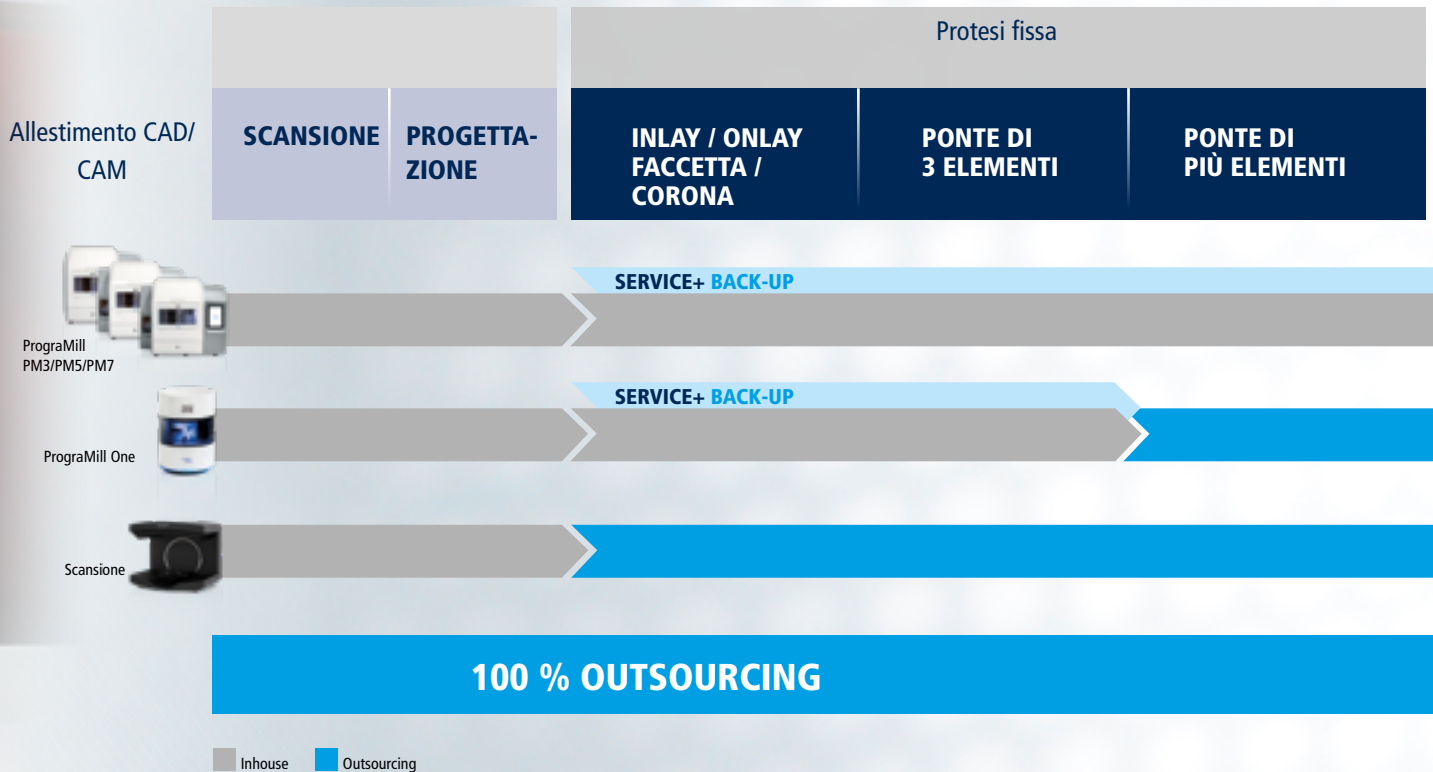 Protesi fissa
Allestimento CAD/
CAM
SCANSIONE
PROGETTA-
ZIONE
INLAY / ONLAY
FACCETTA /
CORONA
PONTE DI
3 ELEMENTI
PONTE DI
PIÙ ELEMENTI
SERVICE+ BACK-UP
PrograMill
PM3/PM5/PM7
SERVICE+ BACK-UP
PrograMill One
Scansione
100 % OUTSOURCING
Inhouse
Outsourcing